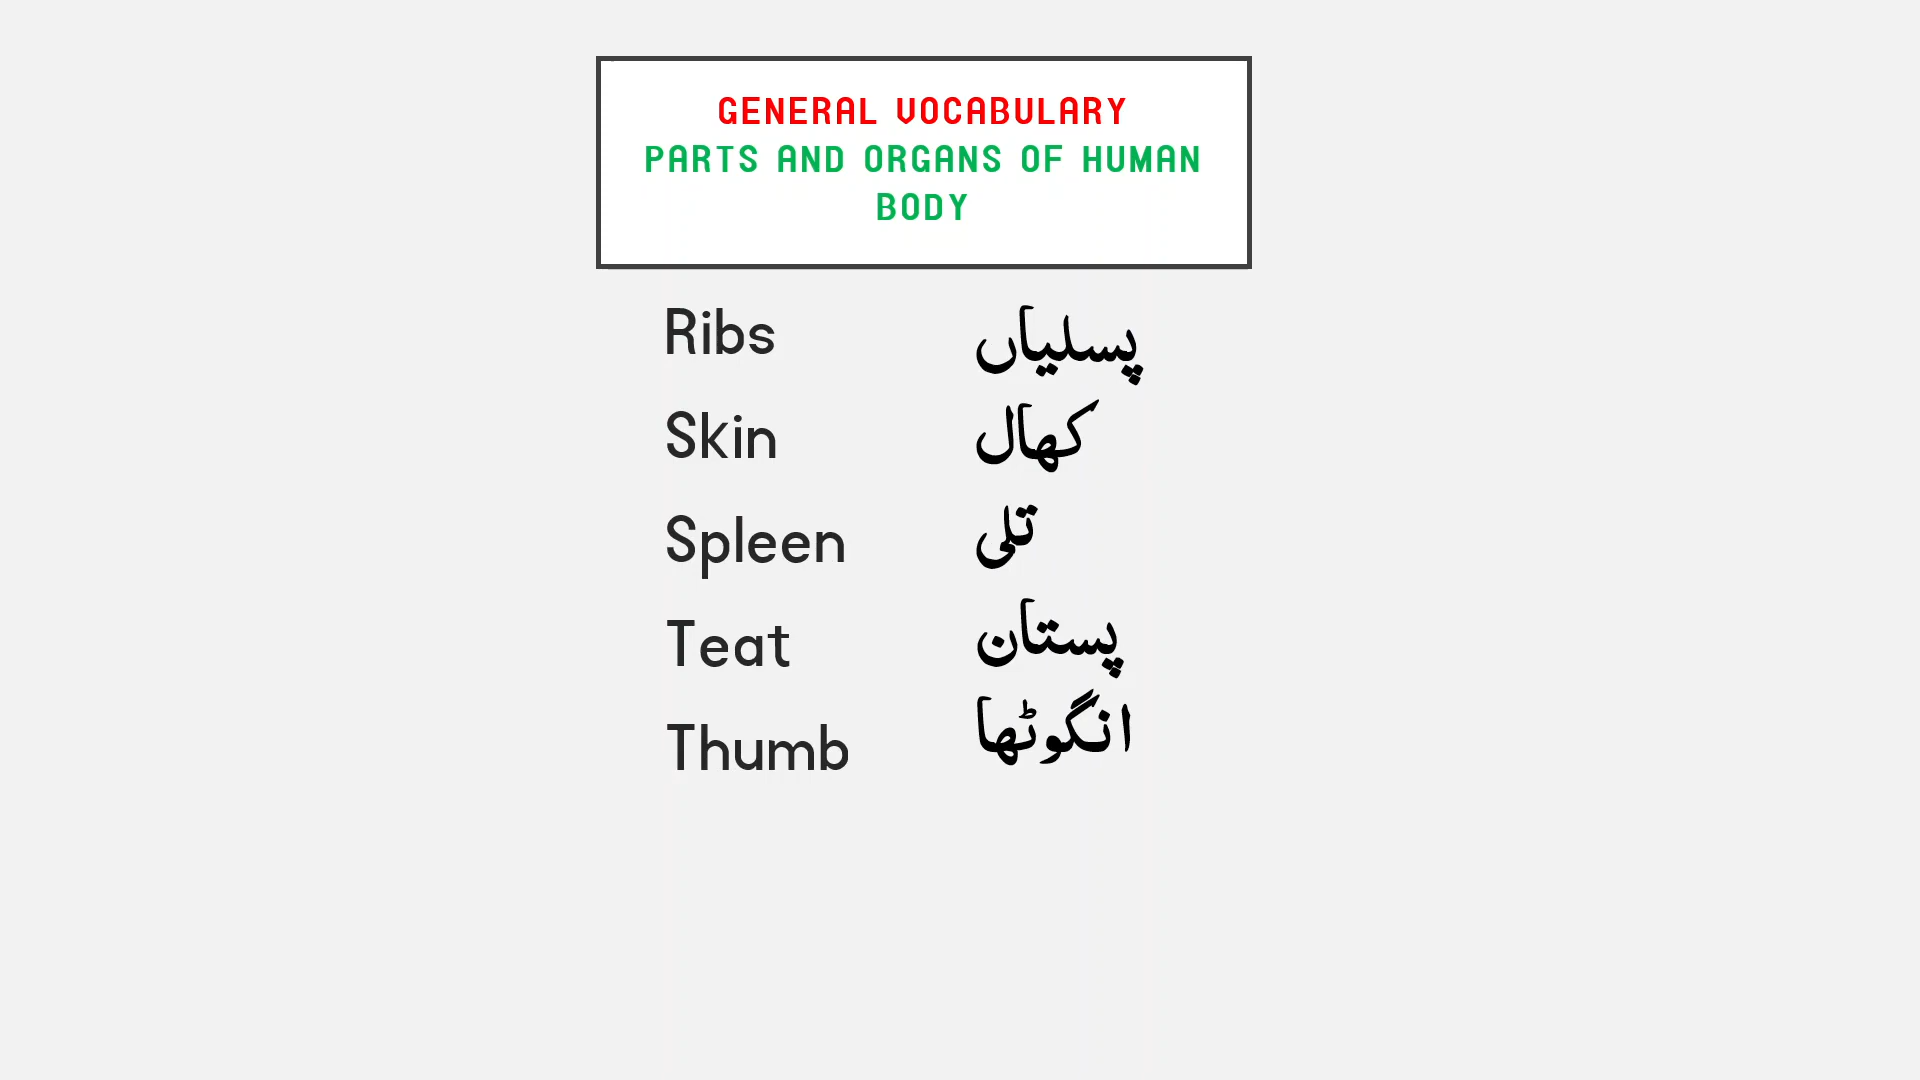 GENERAL VOCABULARY
PARTS AND ORGANS OF HUMAN
BODY
Ribs پسلیاں
Skin کھال
Spleen تلی
Teat پستان
Thumb انگوٹھا